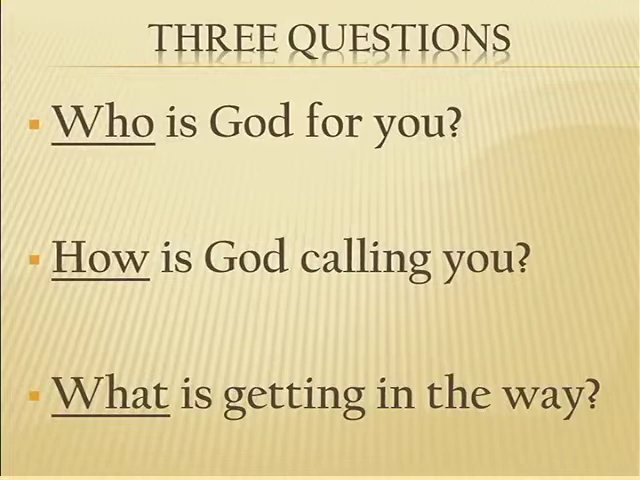 THREE QUESTIONS
▪ Who is God for you?
▪ How is God calling you?
▪ What is getting in the way?